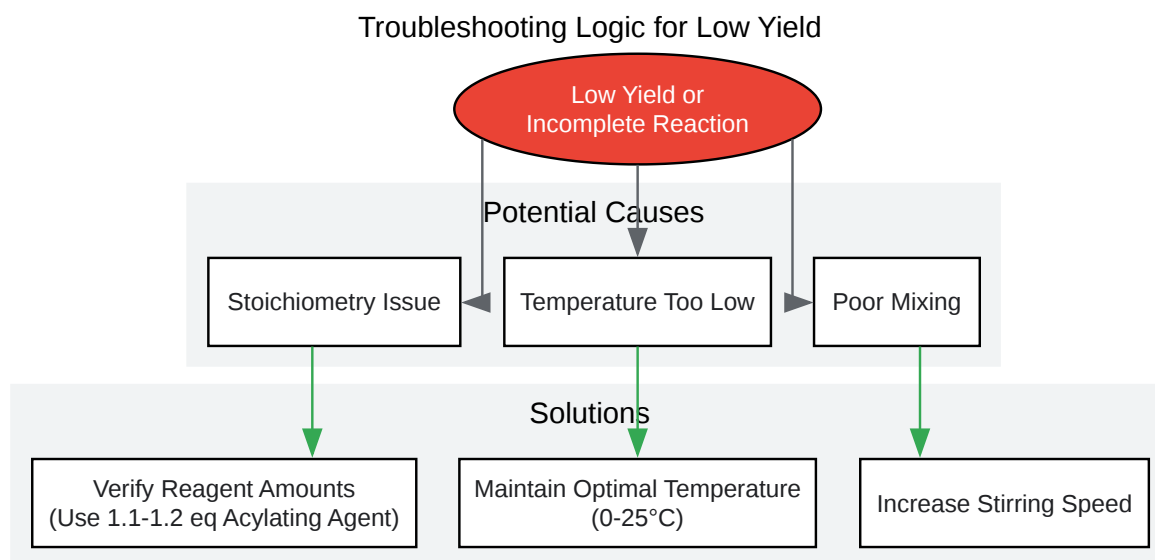 Troubleshooting Logic for Low Yield
Low Yield or
Incomplete Reaction
Potential Causes
Stoichiometry Issue
Temperature Too Low
Poor Mixing
Solutions
Verify Reagent Amounts
(Use 1.1-1.2 eq Acylating Agent)
Maintain Optimal Temperature
(0-25°C)
Increase Stirring Speed